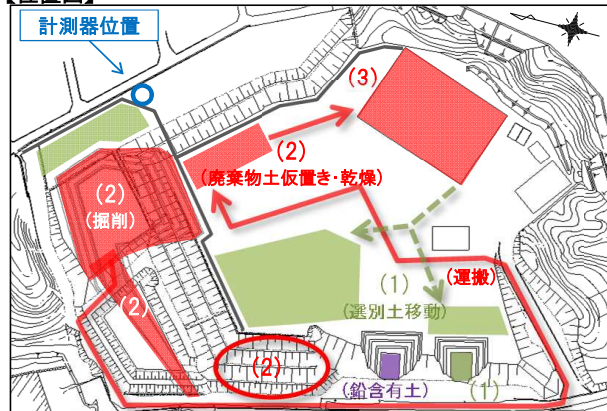 【位置図】
計測器位置
(3)
(2)
(廃棄物土仮置き・乾燥)
(2)
(掘削)
(1)
(選別土移動)
(運搬)
(2)
(2)
(鉛含有土)
(1)